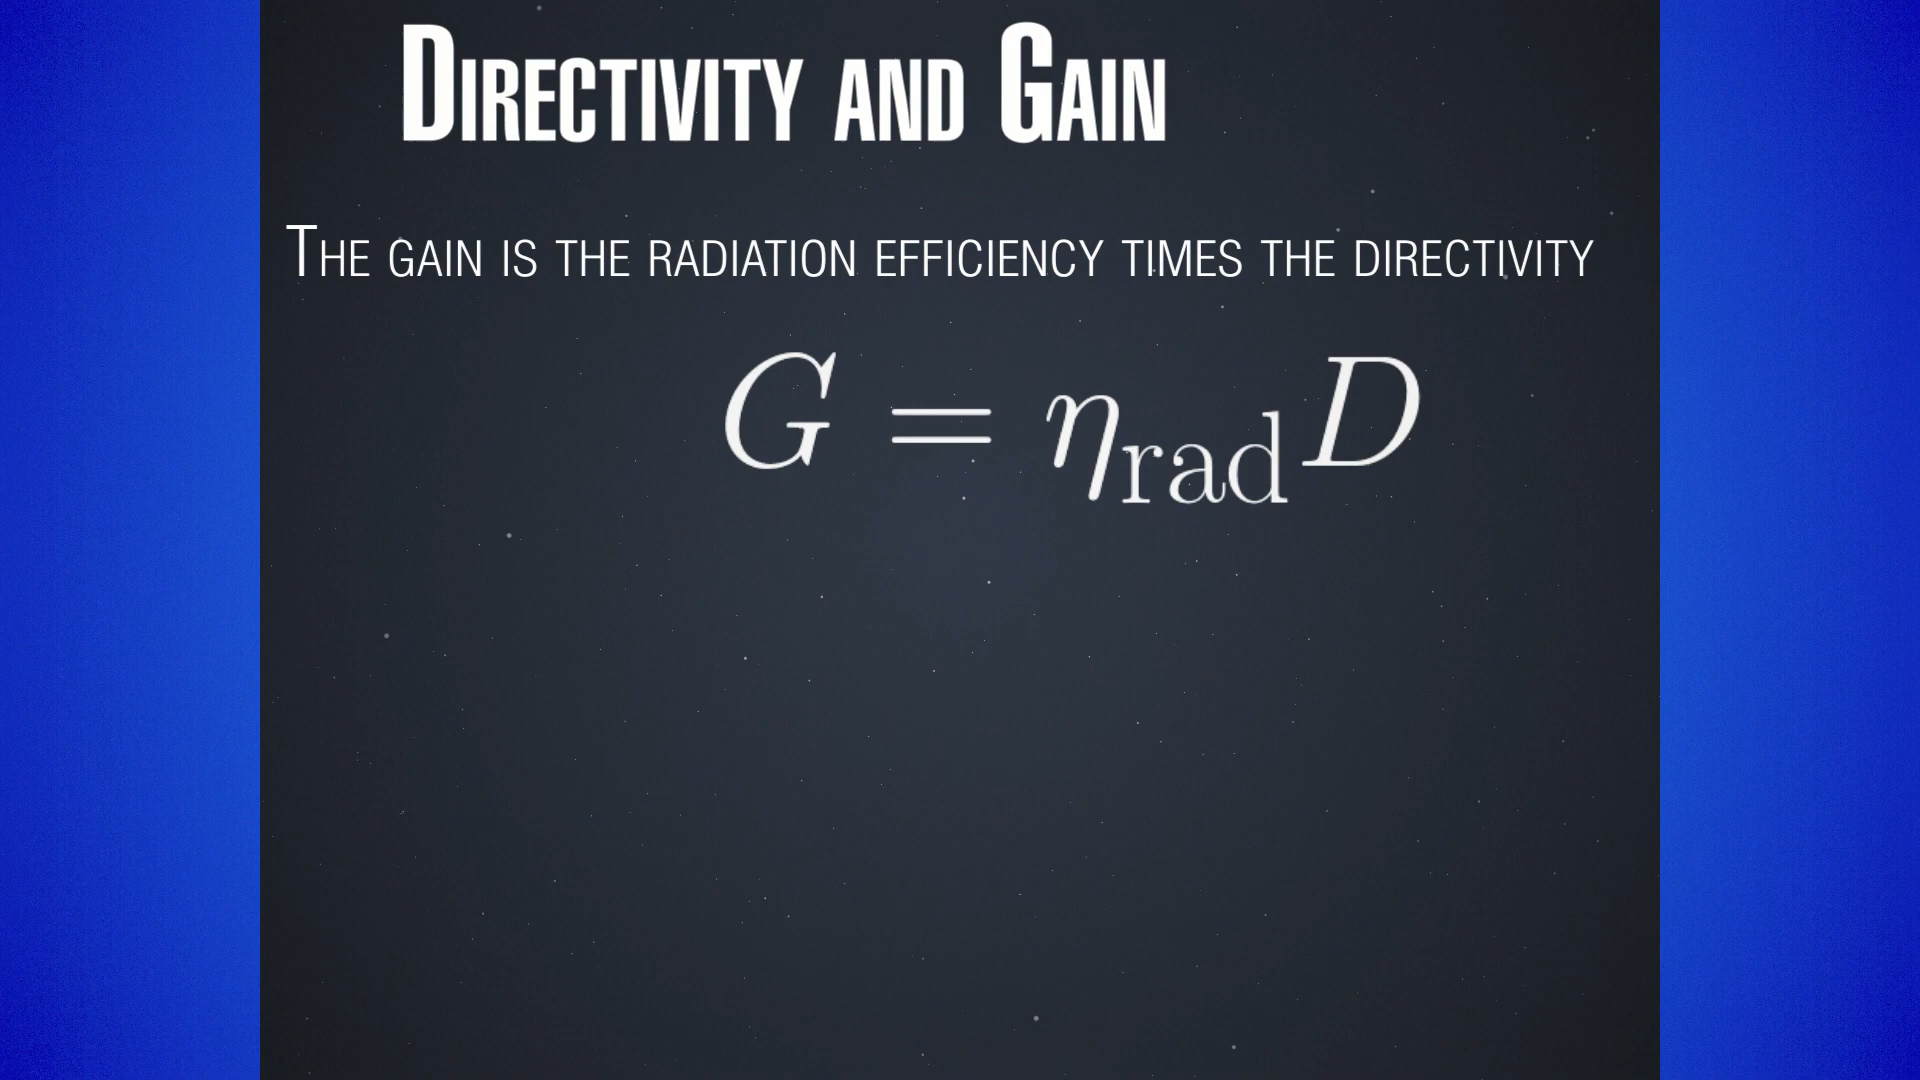 Directivity and Gain
The gain is the radiation efficiency times the directivity
G = η_rad D